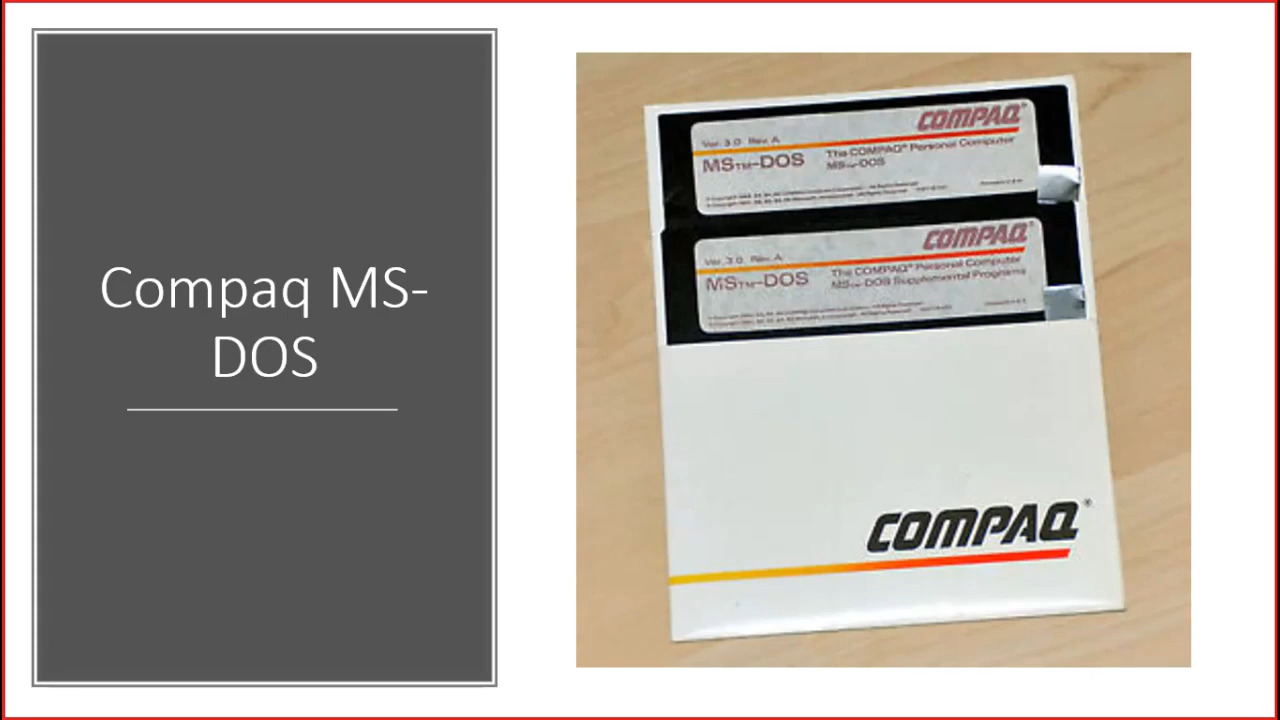 Compaq MS-
DOS
COMPAQ®
Ver. 3.0 Rev. A
MS™-DOS
The COMPAQ® Personal Computer
MS™-DOS
COMPAQ®
Ver. 3.0 Rev. A
MS™-DOS
The COMPAQ® Personal Computer
MS™-DOS Supplemental Programs
COMPAQ®